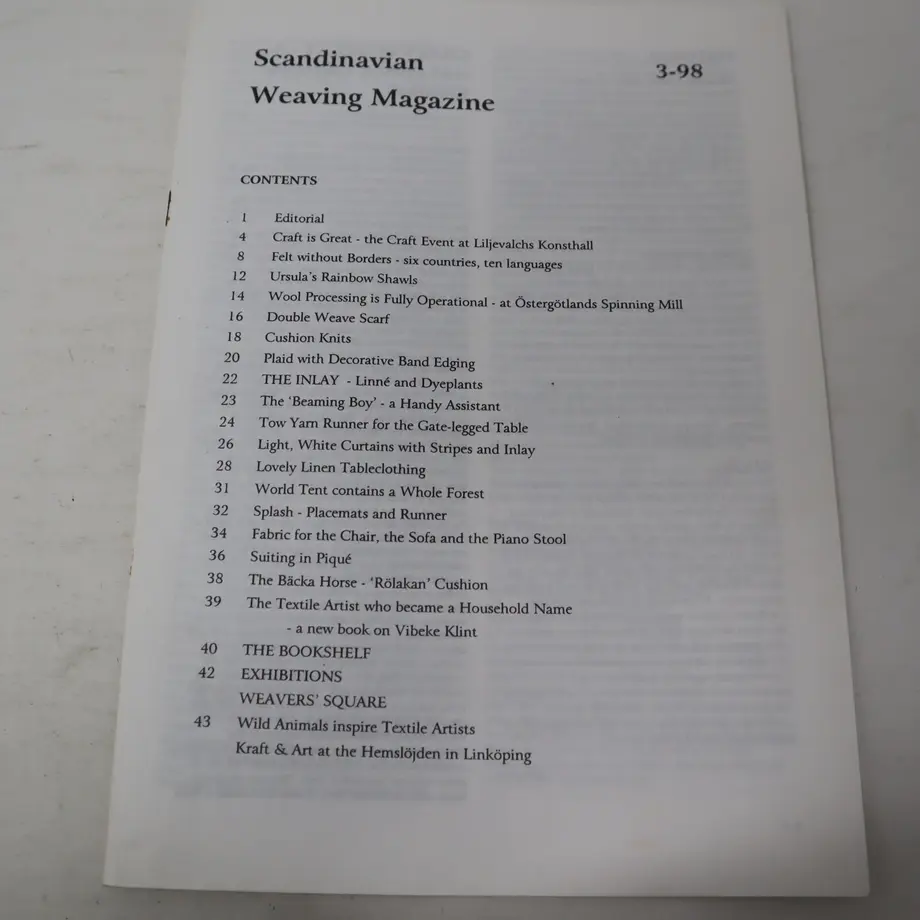 Scandinavian
Weaving Magazine
3-98
CONTENTS
1 Editorial
4 Craft is Great - the Craft Event at Liljevalchs Konsthall
8 Felt without Borders - six countries, ten languages
12 Ursula's Rainbow Shawls
14 Wool Processing is Fully Operational - at Östergötlands Spinning Mill
16 Double Weave Scarf
18 Cushion Knits
20 Plaid with Decorative Band Edging
22 THE INLAY - Linné and Dyeplants
23 The 'Beaming Boy' - a Handy Assistant
24 Tow Yarn Runner for the Gate-legged Table
26 Light, White Curtains with Stripes and Inlay
28 Lovely Linen Tableclothing
31 World Tent contains a Whole Forest
32 Splash - Placemats and Runner
34 Fabric for the Chair, the Sofa and the Piano Stool
36 Suiting in Piqué
38 The Bäcka Horse - 'Rölakan' Cushion
39 The Textile Artist who became a Household Name
- a new book on Vibeke Klint
40 THE BOOKSHELF
42 EXHIBITIONS
WEAVERS' SQUARE
43 Wild Animals inspire Textile Artists
Kraft & Art at the Hemslöjden in Linköping